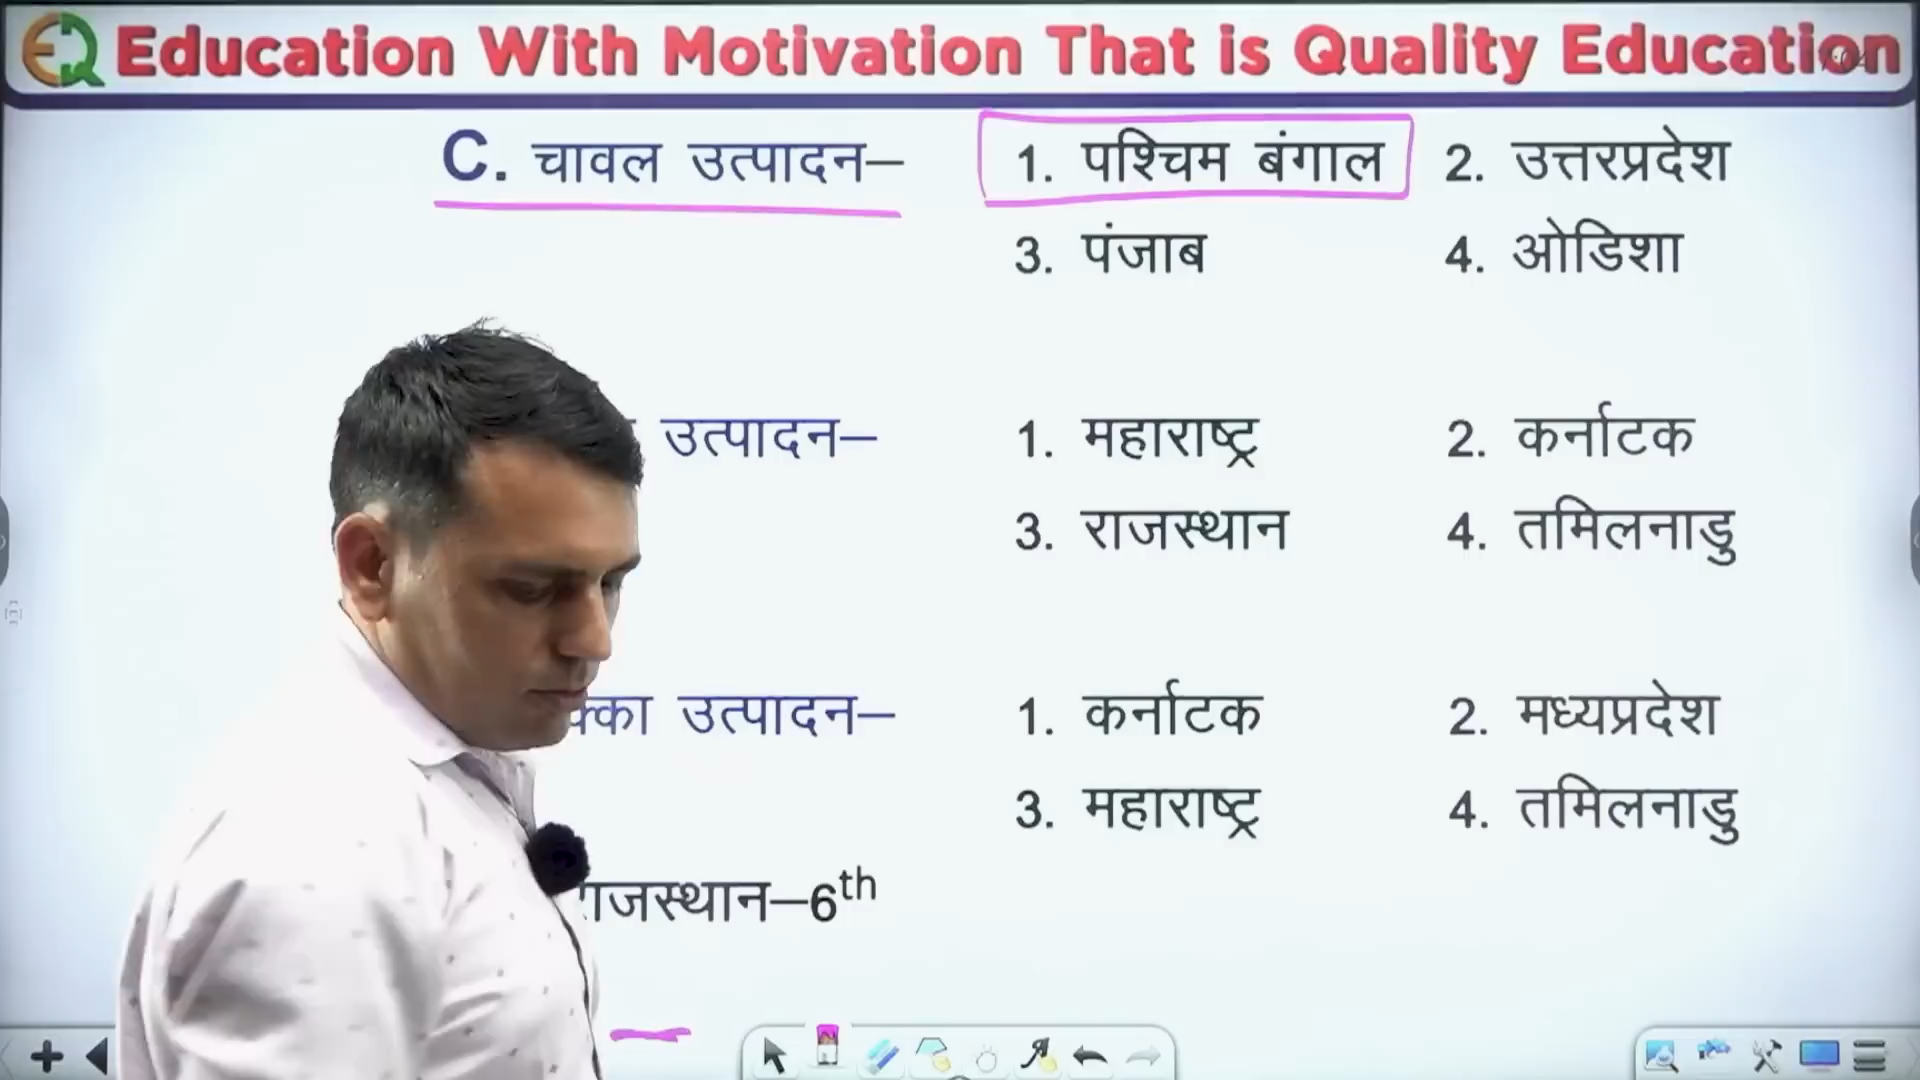 Education With Motivation That is Quality Education
C. चावल उत्पादन– 1. पश्चिम बंगाल 2. उत्तरप्रदेश
3. पंजाब 4. ओडिशा
उत्पादन– 1. महाराष्ट्र 2. कर्नाटक
3. राजस्थान 4. तमिलनाडु
क्का उत्पादन– 1. कर्नाटक 2. मध्यप्रदेश
3. महाराष्ट्र 4. तमिलनाडु
राजस्थान–6th